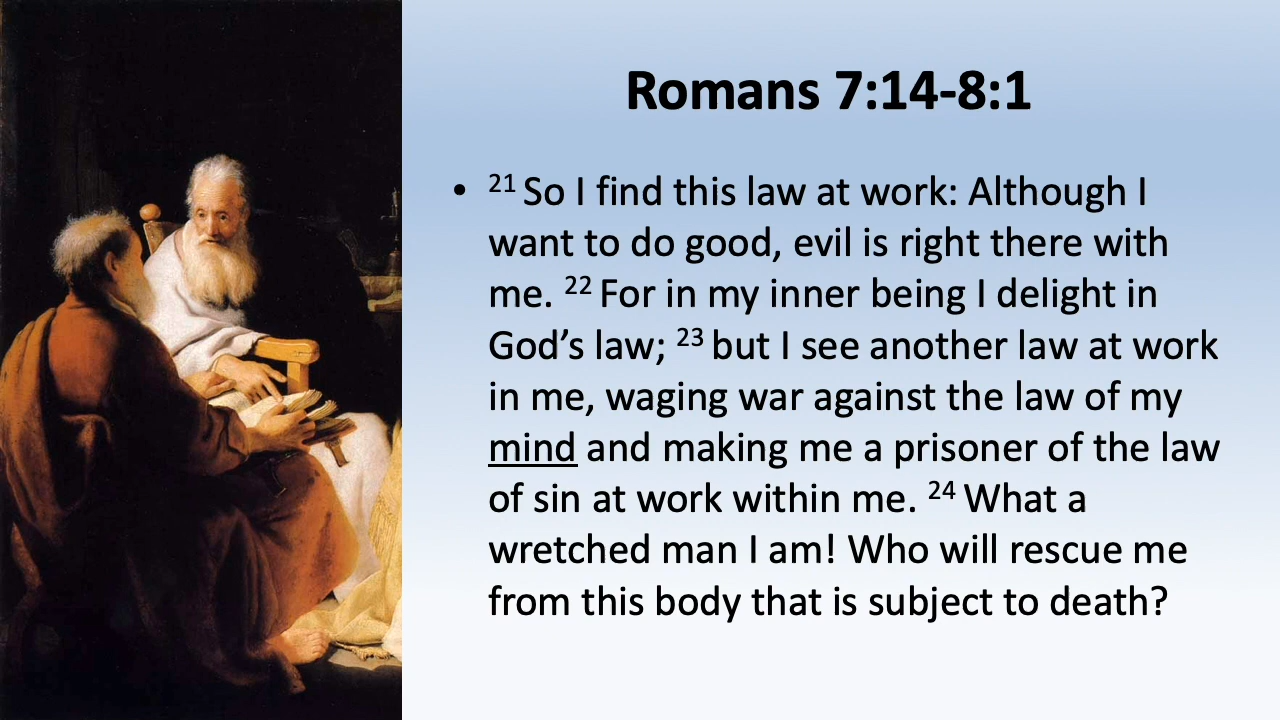 Romans 7:14-8:1
• ²¹ So I find this law at work: Although I
want to do good, evil is right there with
me. ²² For in my inner being I delight in
God’s law; ²³ but I see another law at work
in me, waging war against the law of my
mind and making me a prisoner of the law
of sin at work within me. ²⁴ What a
wretched man I am! Who will rescue me
from this body that is subject to death?